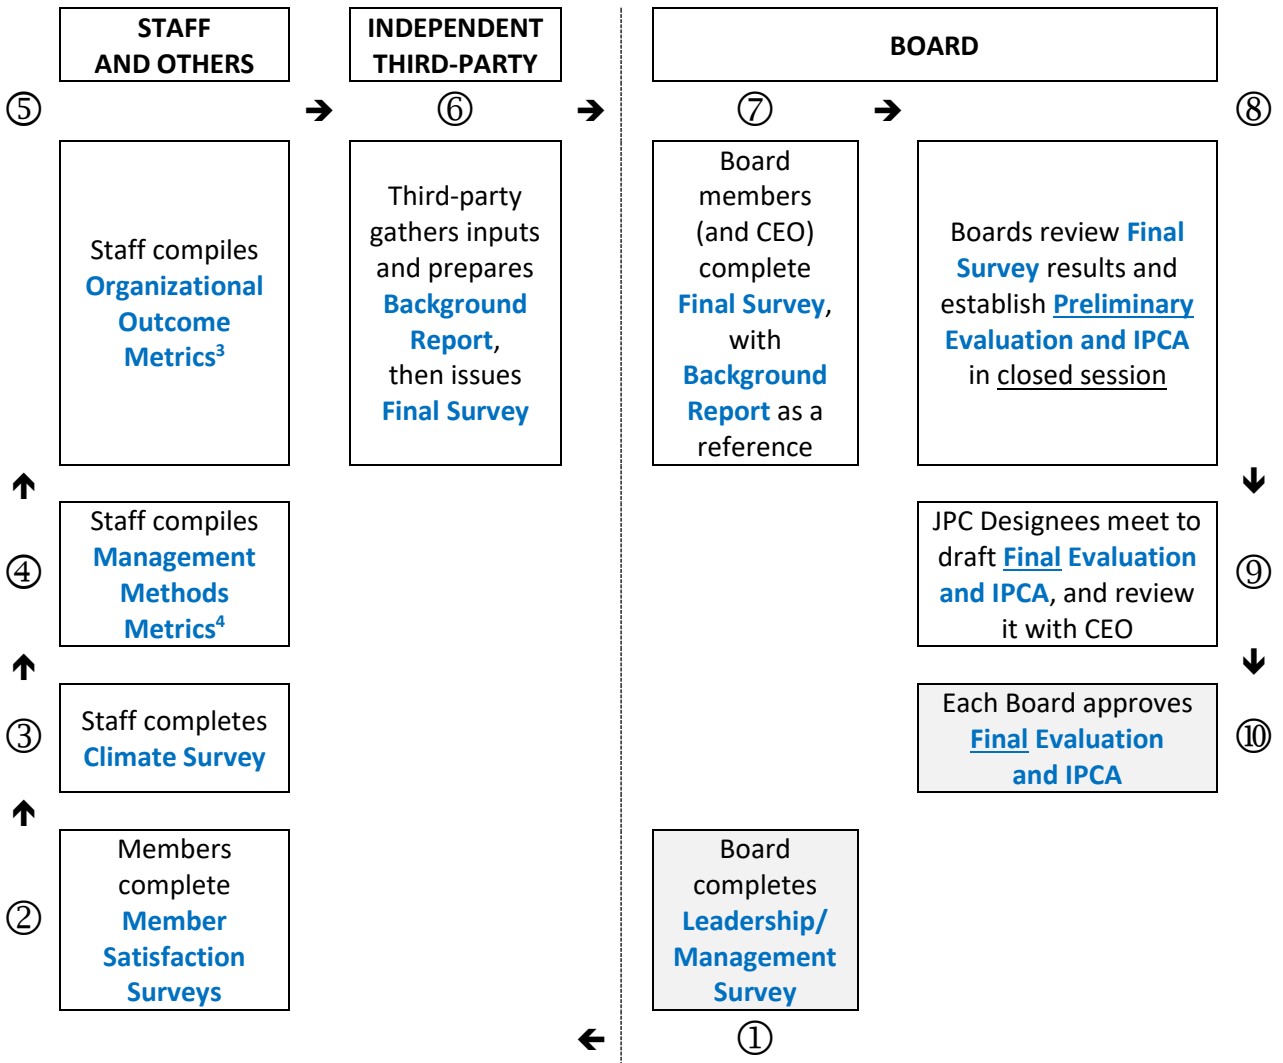 STAFF
AND OTHERS
INDEPENDENT
THIRD-PARTY
BOARD
⑤
➔
⑥
➔
⑦
➔
⑧
Staff compiles
Organizational
Outcome
Metrics³
Third-party
gathers inputs
and prepares
Background
Report,
then issues
Final Survey
Board
members
(and CEO)
complete
Final Survey,
with
Background
Report as a
reference
Boards review Final
Survey results and
establish Preliminary
Evaluation and IPCA
in closed session
④
Staff compiles
Management
Methods
Metrics⁴
JPC Designees meet to
draft Final Evaluation
and IPCA, and review
it with CEO
⑨
③
Staff completes
Climate Survey
Each Board approves
Final Evaluation
and IPCA
⑩
②
Members
complete
Member
Satisfaction
Surveys
Board
completes
Leadership/
Management
Survey
①